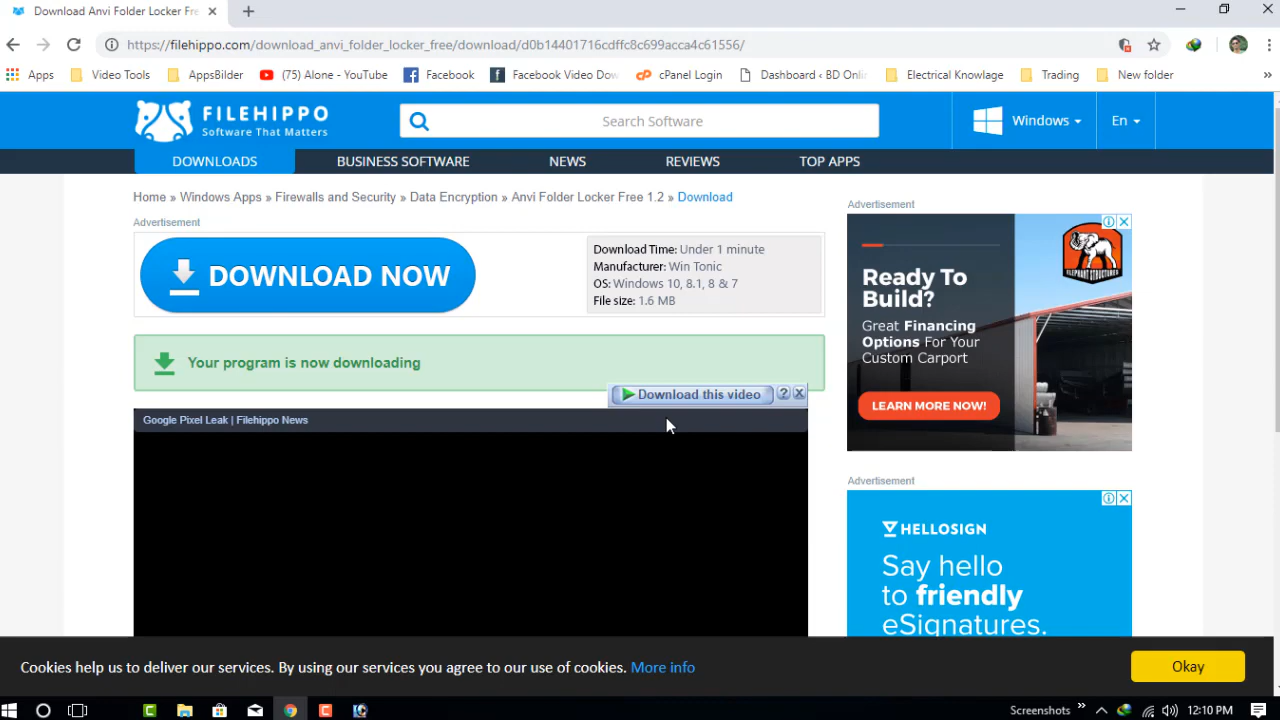 Download Anvi Folder Locker Fre
https://filehippo.com/download_anvi_folder_locker_free/download/d0b14401716cdffc8c699acca4c61556/
Apps
Video Tools
AppsBilder
(75) Alone - YouTube
Facebook
Facebook Video Dow
cPanel Login
Dashboard ‹ BD Onli
Electrical Knowlage
Trading
New folder
»
FILEHIPPO
Software That Matters
Search Software
Windows
En
DOWNLOADS
BUSINESS SOFTWARE
NEWS
REVIEWS
TOP APPS
Home » Windows Apps » Firewalls and Security » Data Encryption » Anvi Folder Locker Free 1.2 » Download
Advertisement
DOWNLOAD NOW
Download Time: Under 1 minute
Manufacturer: Win Tonic
OS: Windows 10, 8.1, 8 & 7
File size: 1.6 MB
Your program is now downloading
Download this video
?
Google Pixel Leak | Filehippo News
Advertisement
ELEPHANT STRUCTURES
Ready To
Build?
Great Financing
Options For Your
Custom Carport
LEARN MORE NOW!
Advertisement
HELLOSIGN
Say hello
to friendly
eSignatures.
Cookies help us to deliver our services. By using our services you agree to our use of cookies. More info
Okay
Screenshots
»
12:10 PM